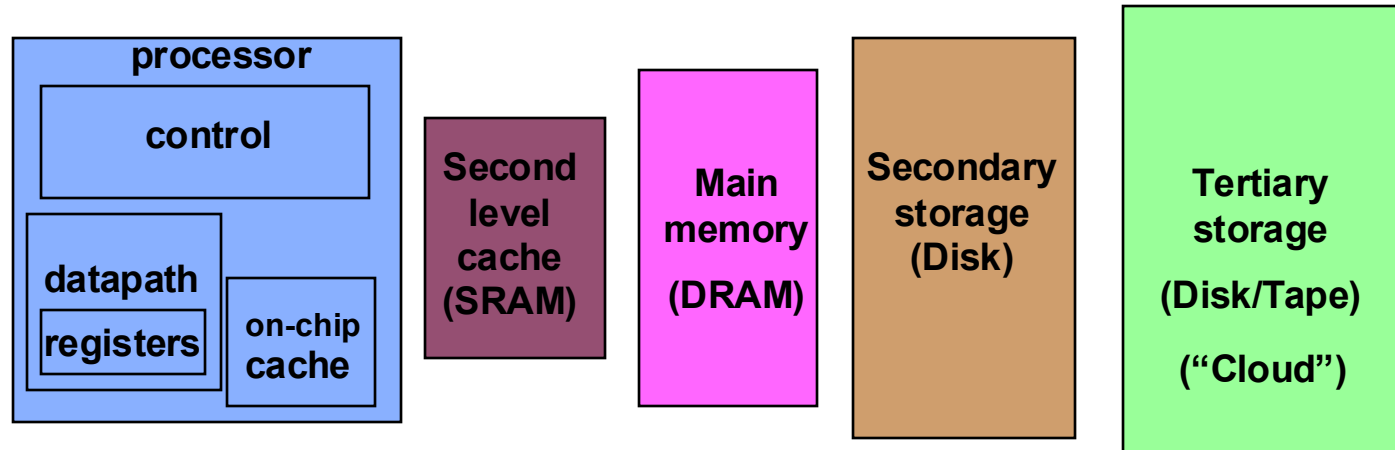 processor
control
datapath
registers
on-chip
cache
Second
level
cache
(SRAM)
Main
memory
(DRAM)
Secondary
storage
(Disk)
Tertiary
storage
(Disk/Tape)
(“Cloud”)